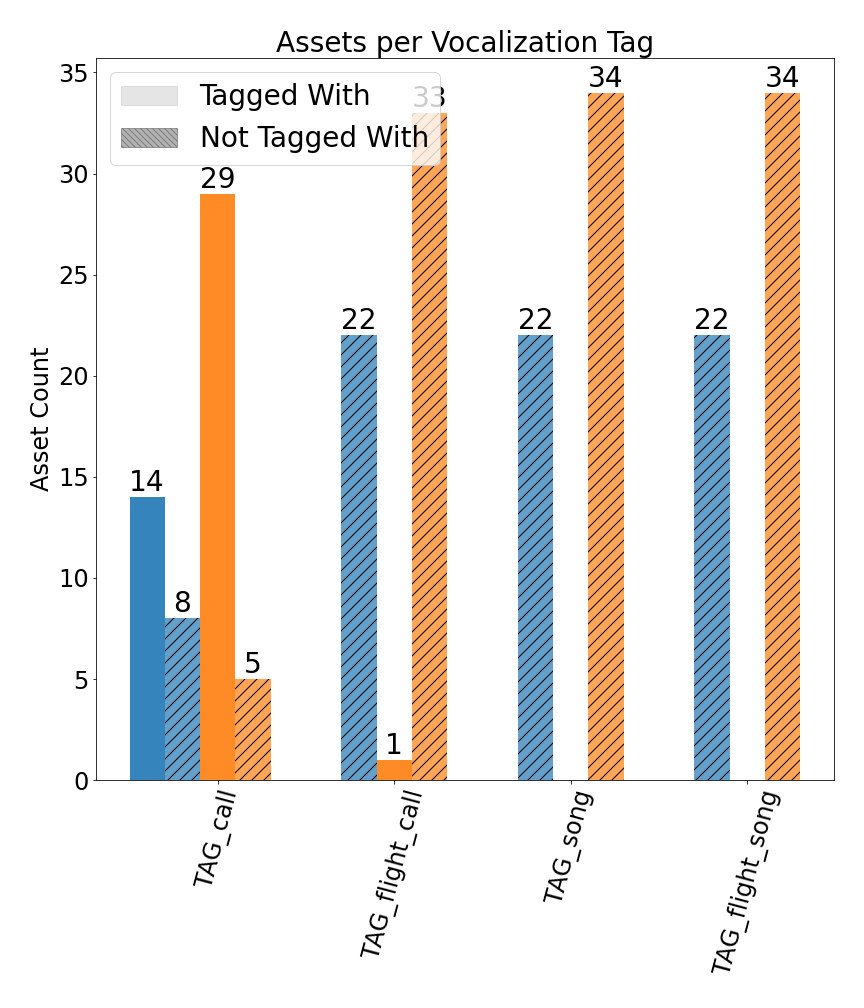 Assets per Vocalization Tag
Tagged With
Not Tagged With
Asset Count
35
30
25
20
15
10
5
0
14
8
29
5
22
1
33
22
34
22
34
TAG_call
TAG_flight_call
TAG_song
TAG_flight_song